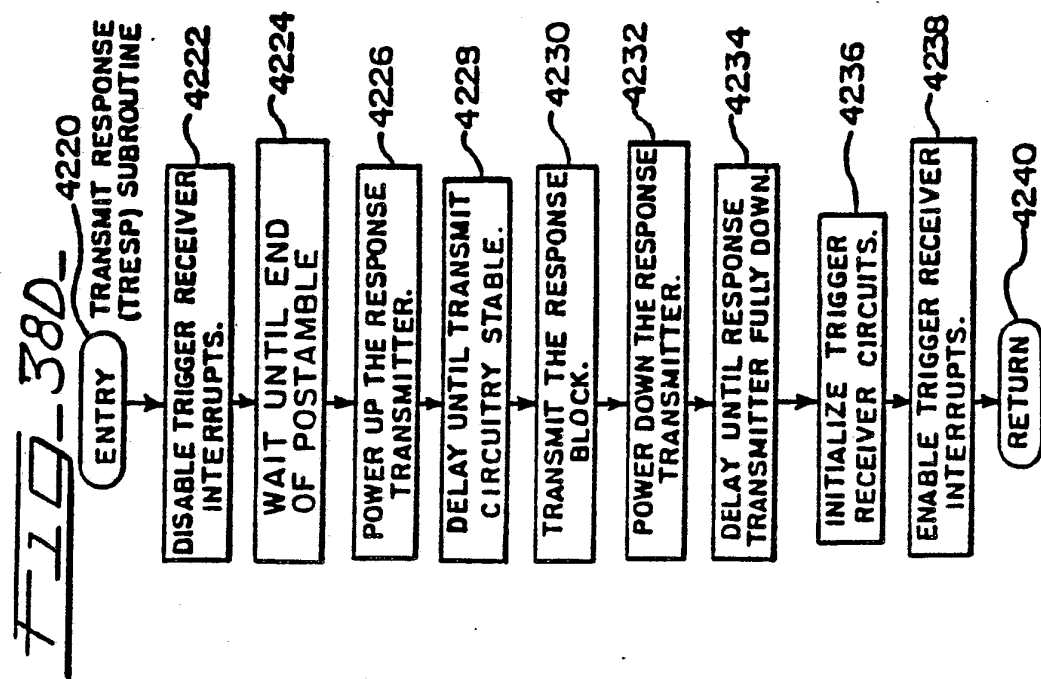 FIG_38D_
4220
ENTRY
TRANSMIT RESPONSE
(TRESP) SUBROUTINE
DISABLE TRIGGER RECEIVER
INTERRUPTS.
4222
WAIT UNTIL END
OF POSTAMBLE
4224
POWER UP THE RESPONSE
TRANSMITTER.
4226
DELAY UNTIL TRANSMIT
CIRCUITRY STABLE.
4228
TRANSMIT THE RESPONSE
BLOCK.
4230
POWER DOWN THE RESPONSE
TRANSMITTER.
4232
DELAY UNTIL RESPONSE
TRANSMITTER FULLY DOWN.
4234
INITIALIZE TRIGGER
RECEIVER CIRCUITS.
4236
ENABLE TRIGGER RECEIVER
INTERRUPTS.
4238
RETURN
4240